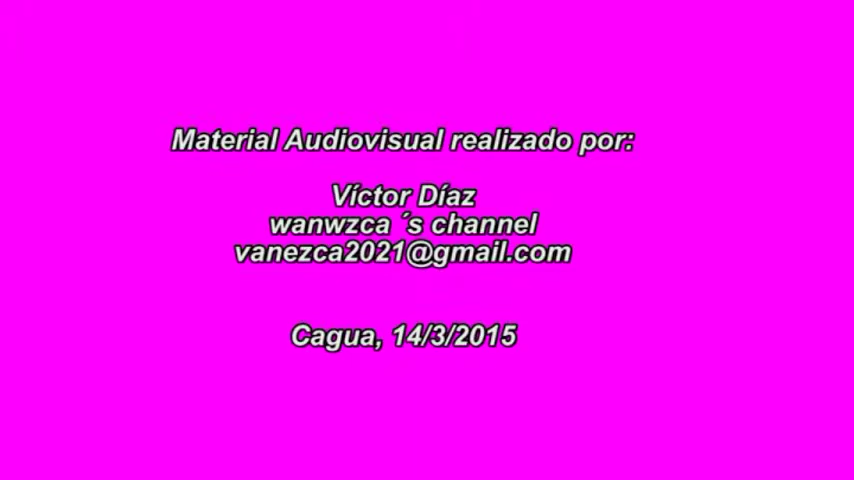 Material Audiovisual realizado por:
Víctor Díaz
wanwzca ´s channel
vanezca2021@gmail.com
Cagua, 14/3/2015